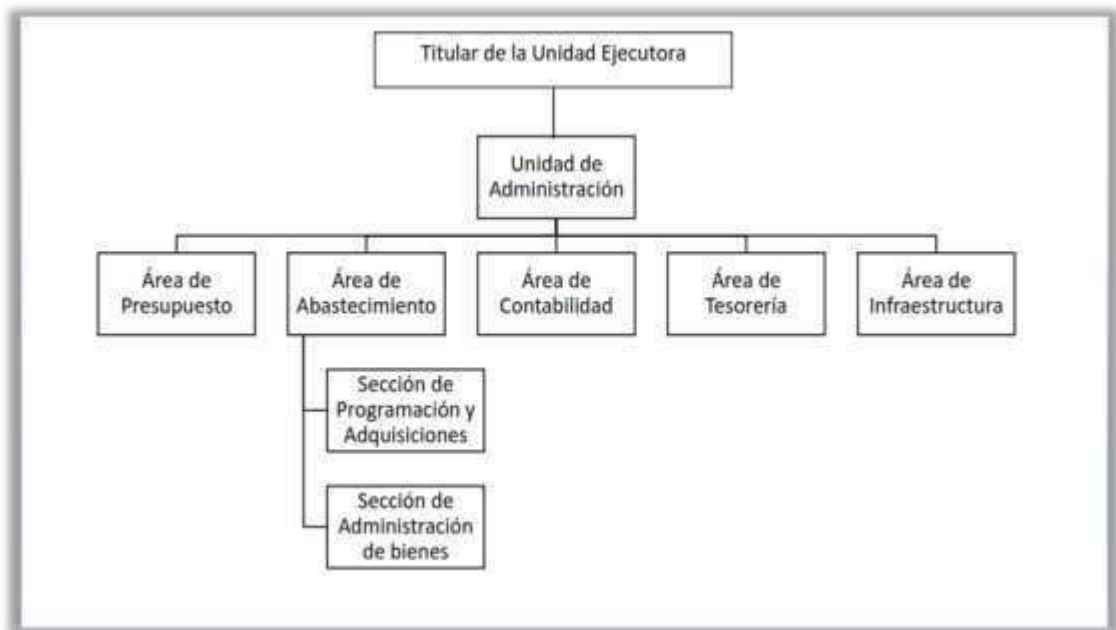 Titular de la Unidad Ejecutora
Unidad de
Administración
Área de
Presupuesto
Área de
Abastecimiento
Área de
Contabilidad
Área de
Tesorería
Área de
Infraestructura
Sección de
Programación y
Adquisiciones
Sección de
Administración
de bienes